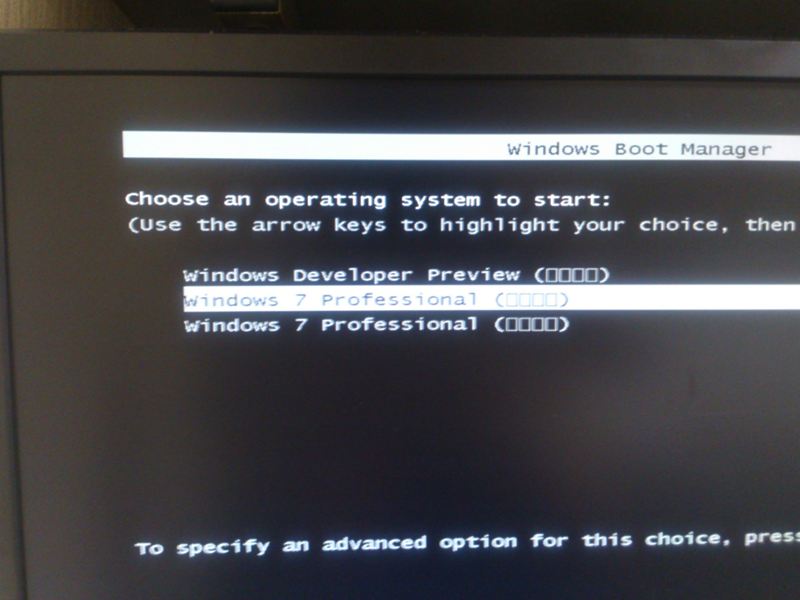 Windows Boot Manager
Choose an operating system to start:
(Use the arrow keys to highlight your choice, then
Windows Developer Preview (□□□□)
Windows 7 Professional (□□□□)
Windows 7 Professional (□□□□)
To specify an advanced option for this choice, press